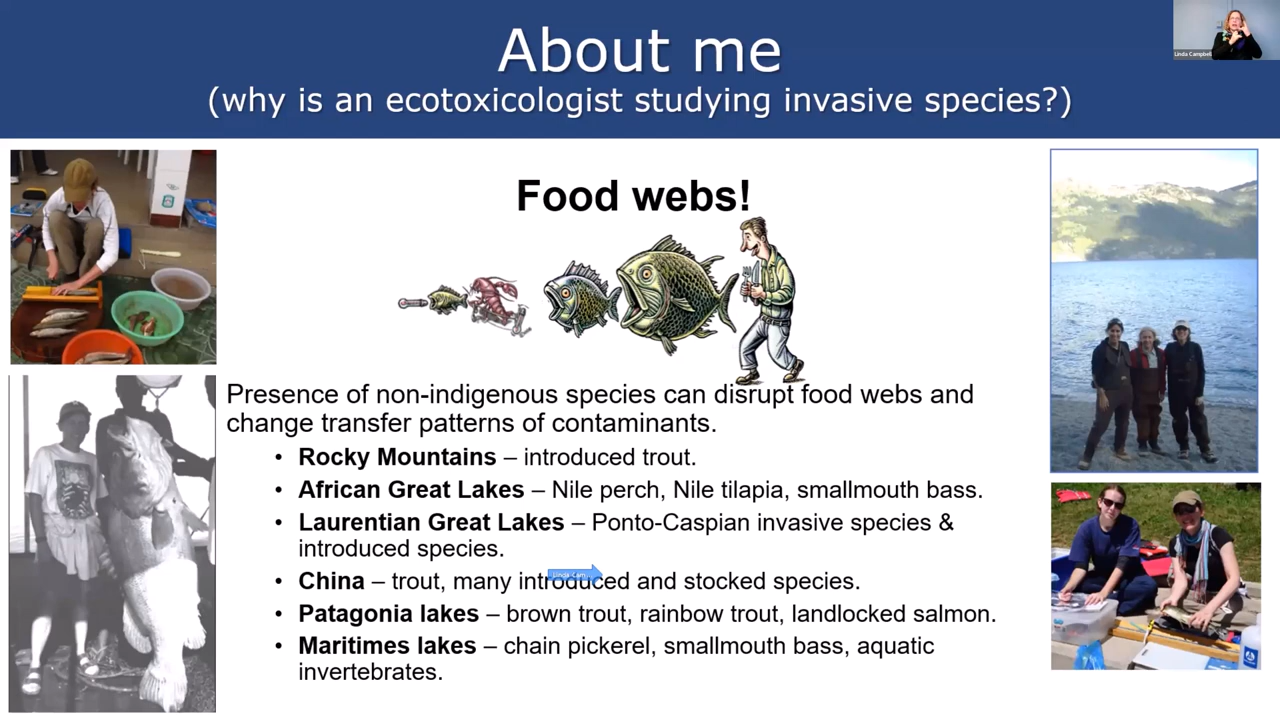 About me
(why is an ecotoxicologist studying invasive species?)
Linda Campbell
Food webs!
Presence of non-indigenous species can disrupt food webs and
change transfer patterns of contaminants.
• Rocky Mountains – introduced trout.
• African Great Lakes – Nile perch, Nile tilapia, smallmouth bass.
• Laurentian Great Lakes – Ponto-Caspian invasive species &
introduced species.
Linda Cam...
• China – trout, many introduced and stocked species.
• Patagonia lakes – brown trout, rainbow trout, landlocked salmon.
• Maritimes lakes – chain pickerel, smallmouth bass, aquatic
invertebrates.